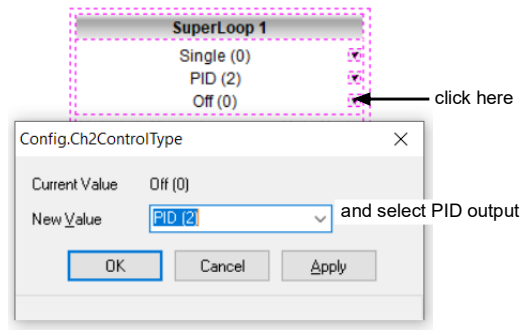 SuperLoop 1
Single (0)
PID (2)
Off (0)
click here
Config.Ch2ControlType
Current Value Off (0)
New Value PID (2) and select PID output
OK Cancel Apply